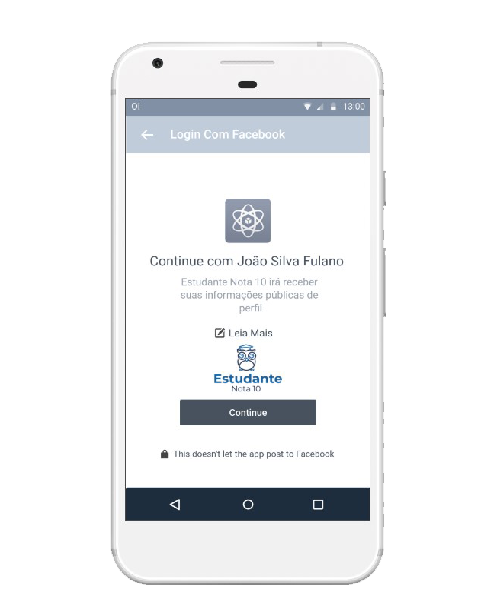 OI 13:00
Login Com Facebook
Continue com João Silva Fulano
Estudante Nota 10 irá receber
suas informações públicas de
perfil
Leia Mais
Estudante
Nota 10
Continue
This doesn't let the app post to Facebook